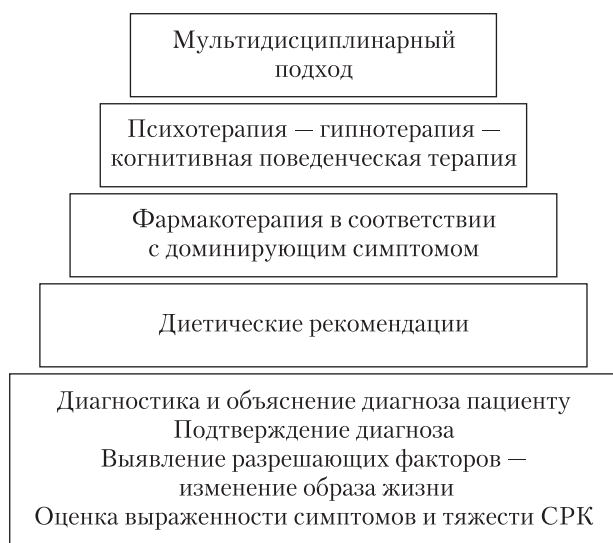 Мультидисциплинарный
подход
Психотерапия — гипнотерапия —
когнитивная поведенческая терапия
Фармакотерапия в соответствии
с доминирующим симптомом
Диетические рекомендации
Диагностика и объяснение диагноза пациенту
Подтверждение диагноза
Выявление разрешающих факторов —
изменение образа жизни
Оценка выраженности симптомов и тяжести СРК